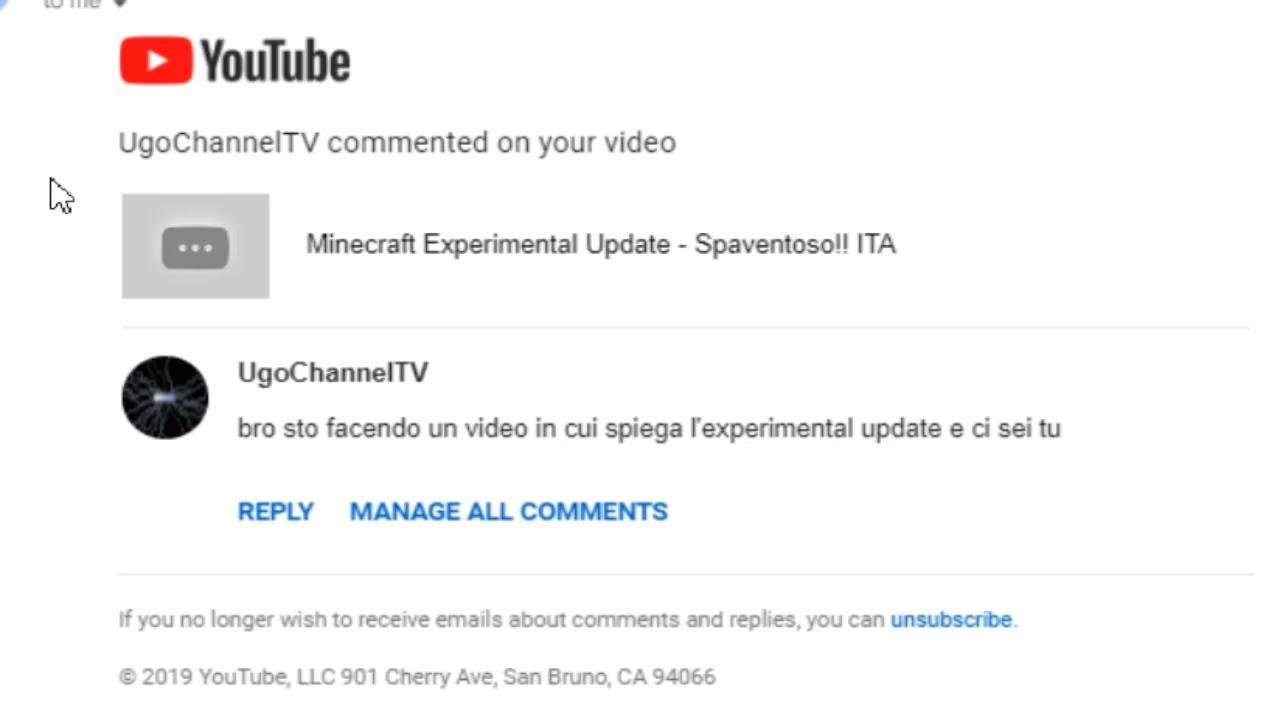 to me
YouTube
UgoChannelTV commented on your video
Minecraft Experimental Update - Spaventoso!! ITA
UgoChannelTV
bro sto facendo un video in cui spiega l'experimental update e ci sei tu
REPLY MANAGE ALL COMMENTS
If you no longer wish to receive emails about comments and replies, you can unsubscribe.
© 2019 YouTube, LLC 901 Cherry Ave, San Bruno, CA 94066